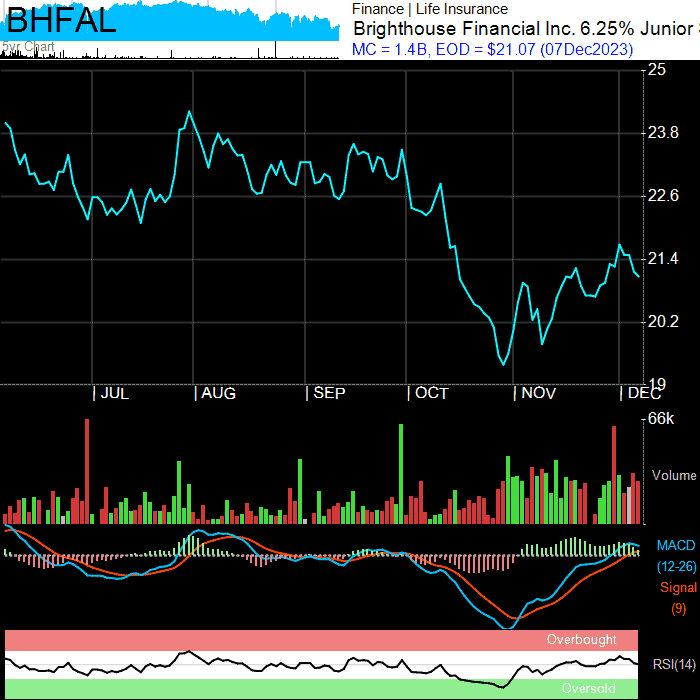 BHFAL
5yr Chart
Finance | Life Insurance
Brighthouse Financial Inc. 6.25% Junior
MC = 1.4B, EOD = $21.07 (07Dec2023)
25
23.8
22.6
21.4
20.2
19
| JUL | AUG | SEP | OCT | NOV | DEC
66k
Volume
MACD
(12-26)
Signal
(9)
Overbought
RSI(14)
Oversold